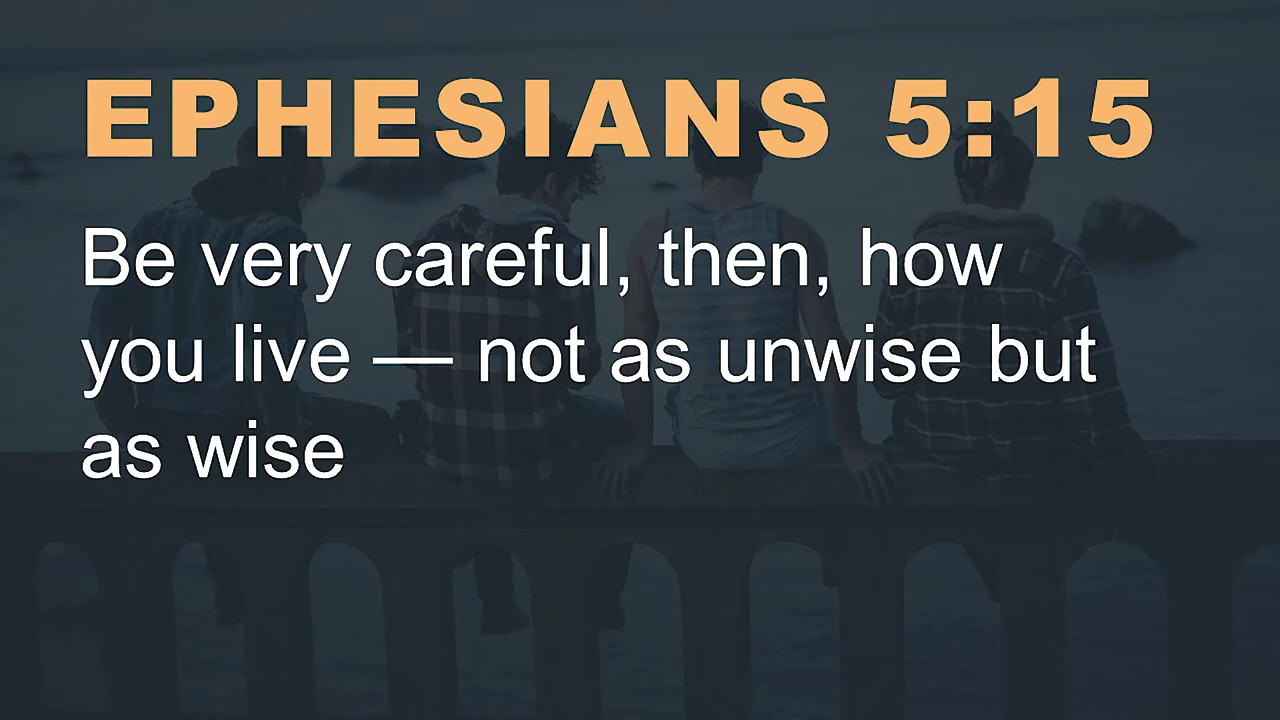 EPHESIANS 5:15
Be very careful, then, how
you live — not as unwise but
as wise